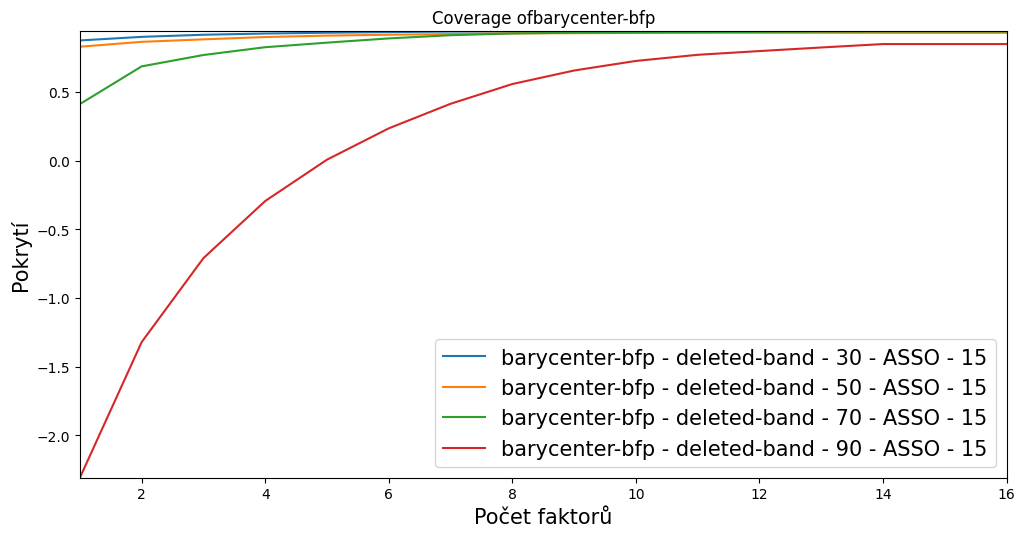 Coverage ofbarycenter-bfp
Pokrytí
0.5
0.0
−0.5
−1.0
−1.5
−2.0
barycenter-bfp - deleted-band - 30 - ASSO - 15
barycenter-bfp - deleted-band - 50 - ASSO - 15
barycenter-bfp - deleted-band - 70 - ASSO - 15
barycenter-bfp - deleted-band - 90 - ASSO - 15
2 4 6 8 10 12 14 16
Počet faktorů